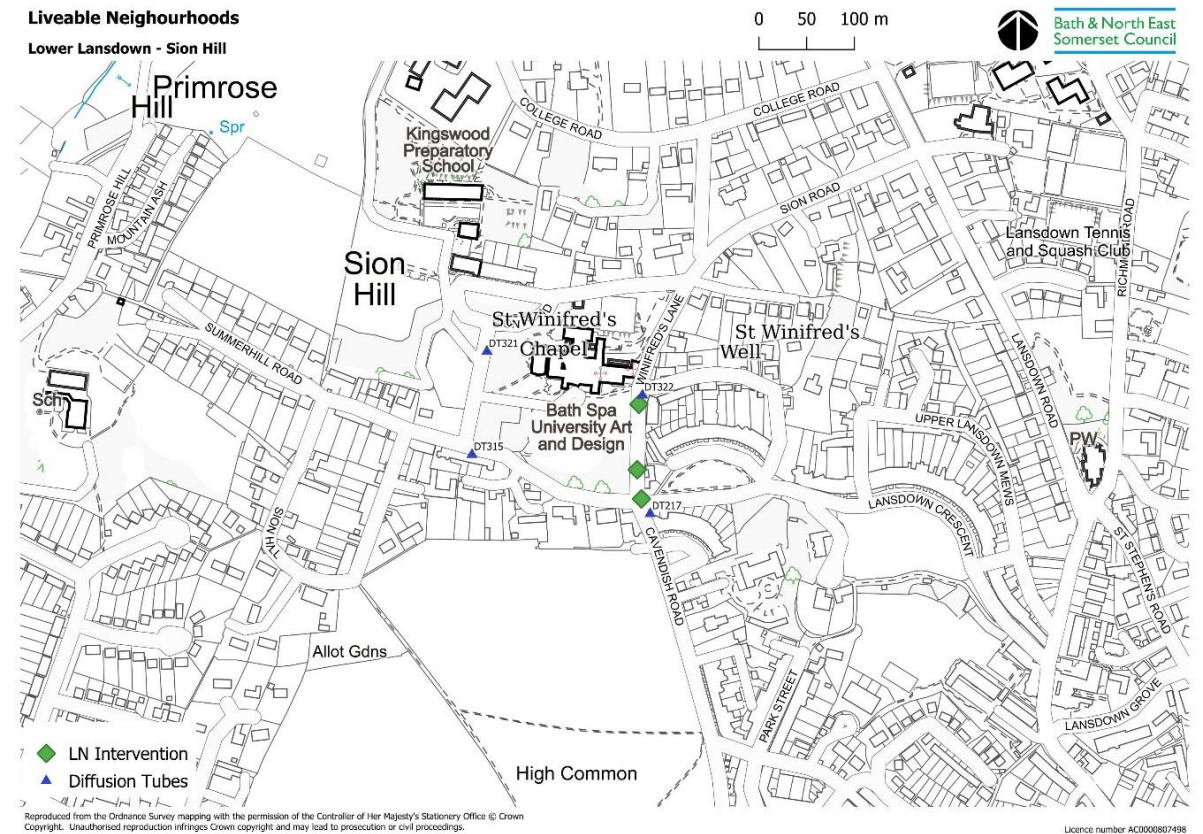 Liveable Neighourhoods
Lower Lansdown - Sion Hill
0 50 100 m
Bath & North East
Somerset Council
Primrose
Hill
Spr
PRIMROSE HILL
MOUNTAIN ASH
Kingswood
Preparatory
School
COLLEGE ROAD
COLLEGE ROAD
SION ROAD
Lansdown Tennis
and Squash Club
RICHMOND ROAD
Sion
Hill
St Winifred's
Chapel
WINIFRED'S LANE
St Winifred's
Well
DT321
DT322
SUMMERHILL ROAD
Sch
Bath Spa
University Art
and Design
LANSDOWN ROAD
UPPER LANSDOWN MEWS
PW
DT315
DT217
LANSDOWN CRESCENT
SION HILL
CAVENDISH ROAD
ST STEPHEN'S ROAD
Allot Gdns
PARK STREET
LANSDOWN GROVE
High Common
LN Intervention
Diffusion Tubes
Reproduced from the Ordnance Survey mapping with the permission of the Controller of Her Majesty's Stationery Office © Crown
Copyright. Unauthorised reproduction infringes Crown copyright and may lead to prosecution or civil proceedings.
Licence number AC0000807498